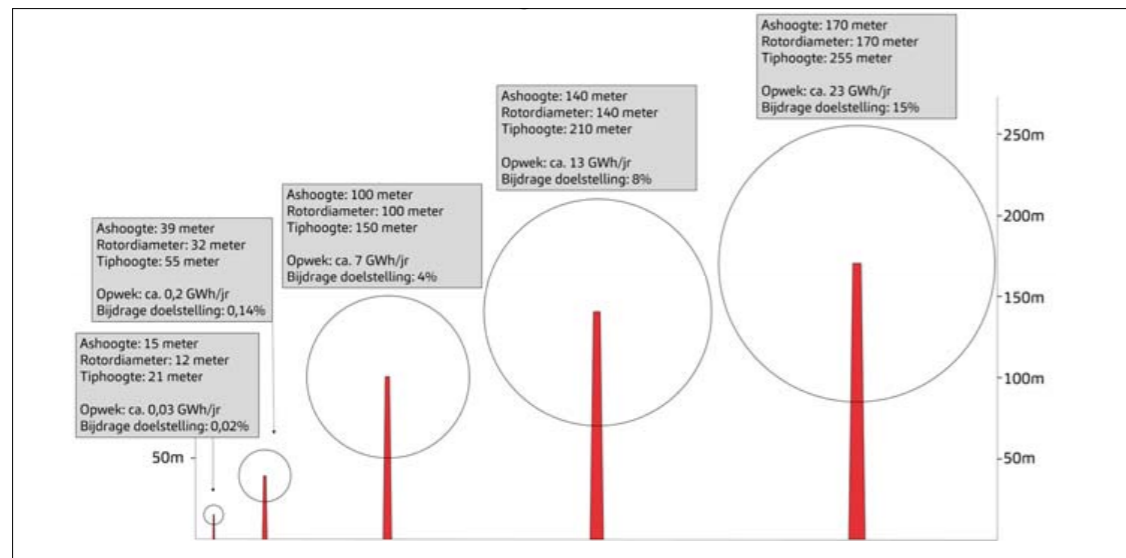 Ashoogte: 15 meter
Rotordiameter: 12 meter
Tiphoogte: 21 meter
Opwek: ca. 0,03 GWh/jr
Bijdrage doelstelling: 0,02%
Ashoogte: 39 meter
Rotordiameter: 32 meter
Tiphoogte: 55 meter
Opwek: ca. 0,2 GWh/jr
Bijdrage doelstelling: 0,14%
Ashoogte: 100 meter
Rotordiameter: 100 meter
Tiphoogte: 150 meter
Opwek: ca. 7 GWh/jr
Bijdrage doelstelling: 4%
Ashoogte: 140 meter
Rotordiameter: 140 meter
Tiphoogte: 210 meter
Opwek: ca. 13 GWh/jr
Bijdrage doelstelling: 8%
Ashoogte: 170 meter
Rotordiameter: 170 meter
Tiphoogte: 255 meter
Opwek: ca. 23 GWh/jr
Bijdrage doelstelling: 15%
50m
250m
200m
150m
100m
50m